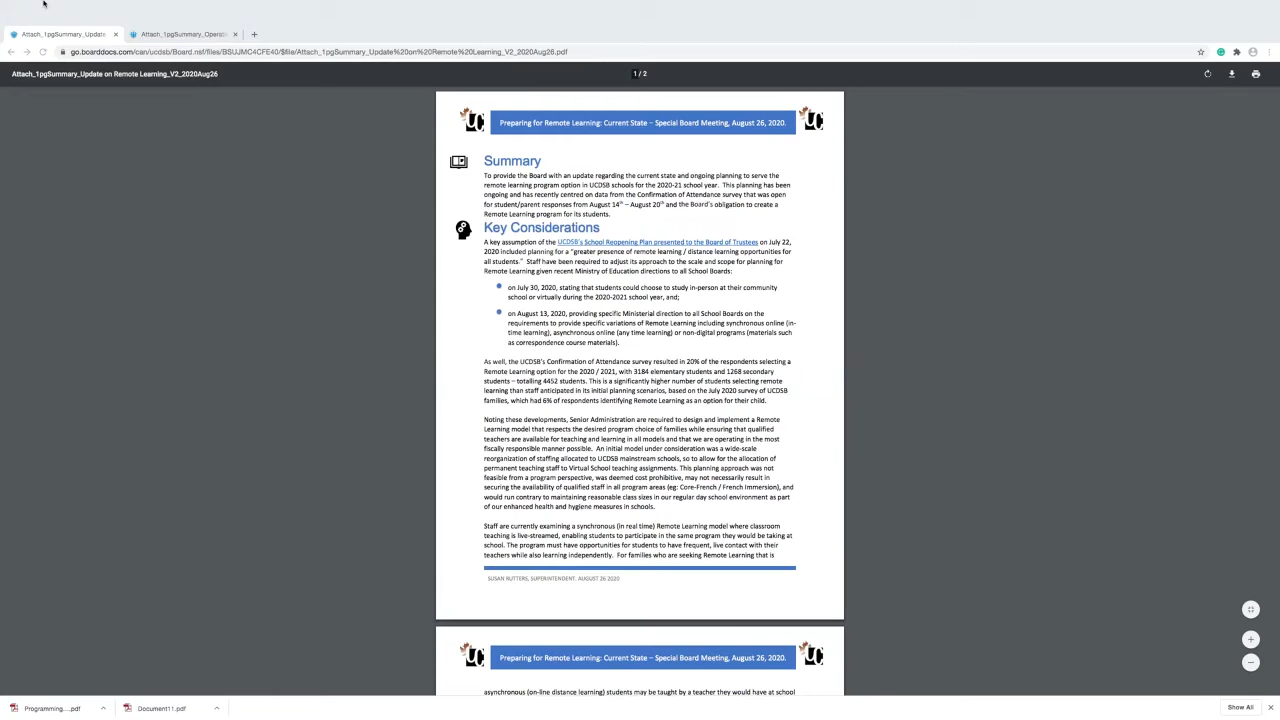 Attach_1pgSummary_Update
Attach_1pgSummary_Operati
go.boarddocs.com/can/ucdsb/Board.nsf/files/BSUJMC4CFE40/$file/Attach_1pgSummary_Update%20on%20Remote%20Learning_V2_2020Aug26.pdf
Attach_1pgSummary_Update on Remote Learning_V2_2020Aug26
1 / 2
UC
Preparing for Remote Learning: Current State – Special Board Meeting, August 26, 2020.
UC
Summary
To provide the Board with an update regarding the current state and ongoing planning to serve the
remote learning program option in UCDSB schools for the 2020-21 school year. This planning has been
ongoing and has recently centred on data from the Confirmation of Attendance survey that was open
for student/parent responses from August 14th – August 20th and the Board's obligation to create a
Remote Learning program for its students.
Key Considerations
A key assumption of the UCDSB's School Reopening Plan presented to the Board of Trustees on July 22,
2020 included planning for a "greater presence of remote learning / distance learning opportunities for
all students." Staff have been required to adjust its approach to the scale and scope for planning for
Remote Learning given recent Ministry of Education directions to all School Boards:
on July 30, 2020, stating that students could choose to study in-person at their community
school or virtually during the 2020-2021 school year, and;
on August 13, 2020, providing specific Ministerial direction to all School Boards on the
requirements to provide specific variations of Remote Learning including synchronous online (in-
time learning), asynchronous online (any time learning) or non-digital programs (materials such
as correspondence course materials).
As well, the UCDSB's Confirmation of Attendance survey resulted in 20% of the respondents selecting a
Remote Learning option for the 2020 / 2021, with 3184 elementary students and 1268 secondary
students – totalling 4452 students. This is a significantly higher number of students selecting remote
learning than staff anticipated in its initial planning scenarios, based on the July 2020 survey of UCDSB
families, which had 6% of respondents identifying Remote Learning as an option for their child.
Noting these developments, Senior Administration are required to design and implement a Remote
Learning model that respects the desired program choice of families while ensuring that qualified
teachers are available for teaching and learning in all models and that we are operating in the most
fiscally responsible manner possible. An initial model under consideration was a wide-scale
reorganization of staffing allocated to UCDSB mainstream schools, so to allow for the allocation of
permanent teaching staff to Virtual School teaching assignments. This planning approach was not
feasible from a program perspective, was deemed cost prohibitive, may not necessarily result in
securing the availability of qualified staff in all program areas (eg: Core-French / French Immersion), and
would run contrary to maintaining reasonable class sizes in our regular day school environment as part
of our enhanced health and hygiene measures in schools.
Staff are currently examining a synchronous (in real time) Remote Learning model where classroom
teaching is live-streamed, enabling students to participate in the same program they would be taking at
school. The program must have opportunities for students to have frequent, live contact with their
teachers while also learning independently. For families who are seeking Remote Learning that is
SUSAN RUTTERS, SUPERINTENDENT. AUGUST 26 2020
UC
Preparing for Remote Learning: Current State – Special Board Meeting, August 26, 2020.
UC
asynchronous (on-line distance learning) students may be taught by a teacher they would have at school
Programming....pdf
Document11.pdf
Show All